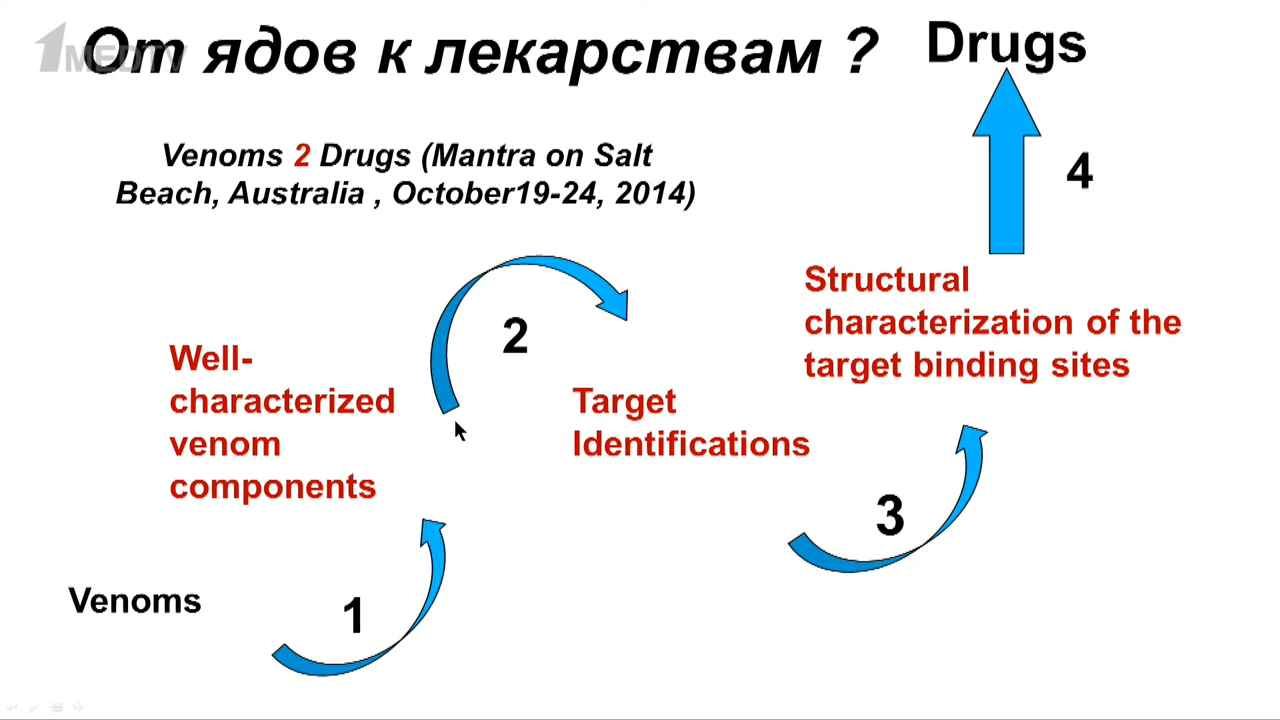 1MEDTV
От ядов к лекарствам ?
Drugs
Venoms 2 Drugs (Mantra on Salt
Beach, Australia , October19-24, 2014)
4
Structural
characterization of the
target binding sites
2
Well-
characterized
venom
components
Target
Identifications
3
Venoms
1